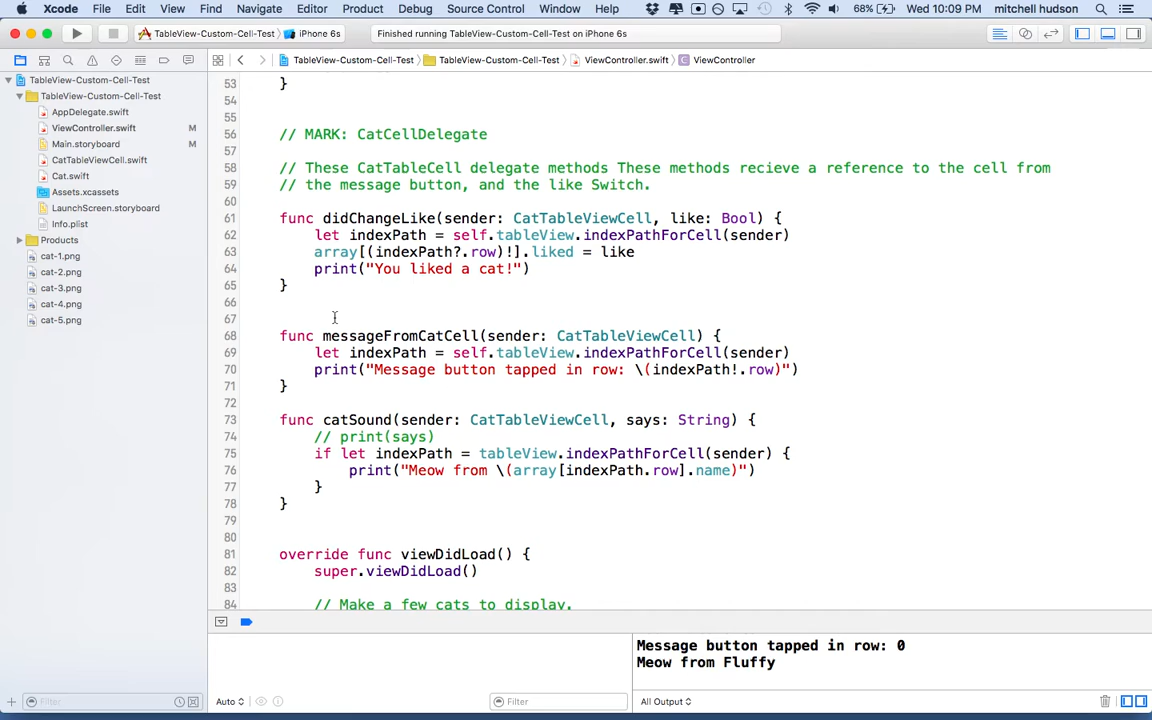 Xcode File Edit View Find Navigate Editor Product Debug Source Control Window Help 68% Wed 10:09 PM mitchell hudson
TableView-Custom-Cell-Test iPhone 6s Finished running TableView-Custom-Cell-Test on iPhone 6s
TableView-Custom-Cell-Test TableView-Custom-Cell-Test ViewController.swift C ViewController
TableView-Custom-Cell-Test
TableView-Custom-Cell-Test
AppDelegate.swift
ViewController.swift M
Main.storyboard M
CatTableViewCell.swift
Cat.swift
Assets.xcassets
LaunchScreen.storyboard
Info.plist
Products
cat-1.png
cat-2.png
cat-3.png
cat-4.png
cat-5.png
Filter
53 }
54
55
56 // MARK: CatCellDelegate
57
58 // These CatTableCell delegate methods These methods recieve a reference to the cell from
59 // the message button, and the like Switch.
60
61 func didChangeLike(sender: CatTableViewCell, like: Bool) {
62 let indexPath = self.tableView.indexPathForCell(sender)
63 array[(indexPath?.row)!].liked = like
64 print("You liked a cat!")
65 }
66
67
68 func messageFromCatCell(sender: CatTableViewCell) {
69 let indexPath = self.tableView.indexPathForCell(sender)
70 print("Message button tapped in row: \(indexPath!.row)")
71 }
72
73 func catSound(sender: CatTableViewCell, says: String) {
74 // print(says)
75 if let indexPath = tableView.indexPathForCell(sender) {
76 print("Meow from \(array[indexPath.row].name)")
77 }
78 }
79
80
81 override func viewDidLoad() {
82 super.viewDidLoad()
83
84 // Make a few cats to display.
Message button tapped in row: 0
Meow from Fluffy
Auto Filter All Output